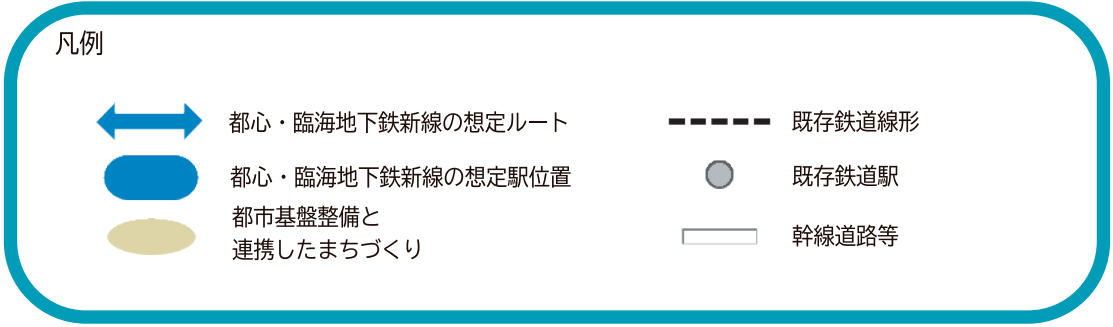 凡例
都心・臨海地下鉄新線の想定ルート
都心・臨海地下鉄新線の想定駅位置
都市基盤整備と
連携したまちづくり
既存鉄道線形
既存鉄道駅
幹線道路等